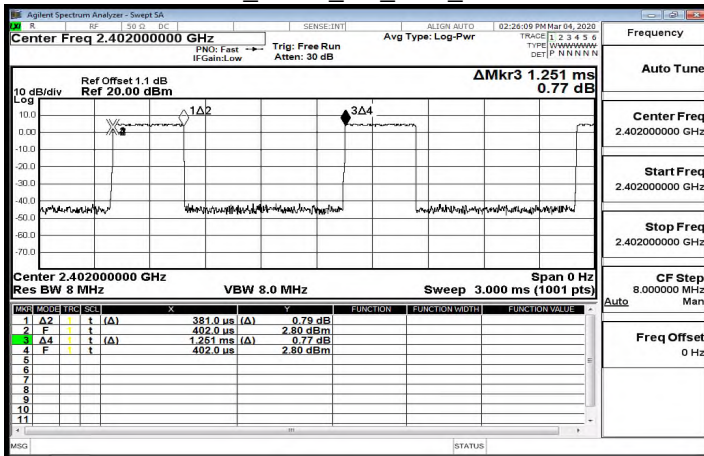 Agilent Spectrum Analyzer - Swept SA
R RF 50 Ω DC SENSE:INT ALIGN AUTO 02:26:09 PM Mar 04, 2020
Center Freq 2.402000000 GHz
Avg Type: Log-Pwr
TRACE 1 2 3 4 5 6
PNO: Fast
Trig: Free Run
TYPE WWWWWW
IFGain:Low
Atten: 30 dB
DET P N N N N N
Ref Offset 1.1 dB
ΔMkr3 1.251 ms
10 dB/div Ref 20.00 dBm
0.77 dB
Log
10.0
0.00
-10.0
-20.0
-30.0
-40.0
-50.0
-60.0
-70.0
1Δ2
3Δ4
Center 2.402000000 GHz
Span 0 Hz
Res BW 8 MHz
VBW 8.0 MHz
Sweep 3.000 ms (1001 pts)
MKR MODE TRC SCL X Y FUNCTION FUNCTION WIDTH FUNCTION VALUE
1 Δ2 1 t (Δ) 381.0 µs (Δ) 0.79 dB
2 F 1 t 402.0 µs 2.80 dBm
3 Δ4 1 t (Δ) 1.251 ms (Δ) 0.77 dB
4 F 1 t 402.0 µs 2.80 dBm
5
6
7
8
9
10
11
MSG
STATUS
Frequency
Auto Tune
Center Freq
2.402000000 GHz
Start Freq
2.402000000 GHz
Stop Freq
2.402000000 GHz
CF Step
8.000000 MHz
Auto Man
Freq Offset
0 Hz